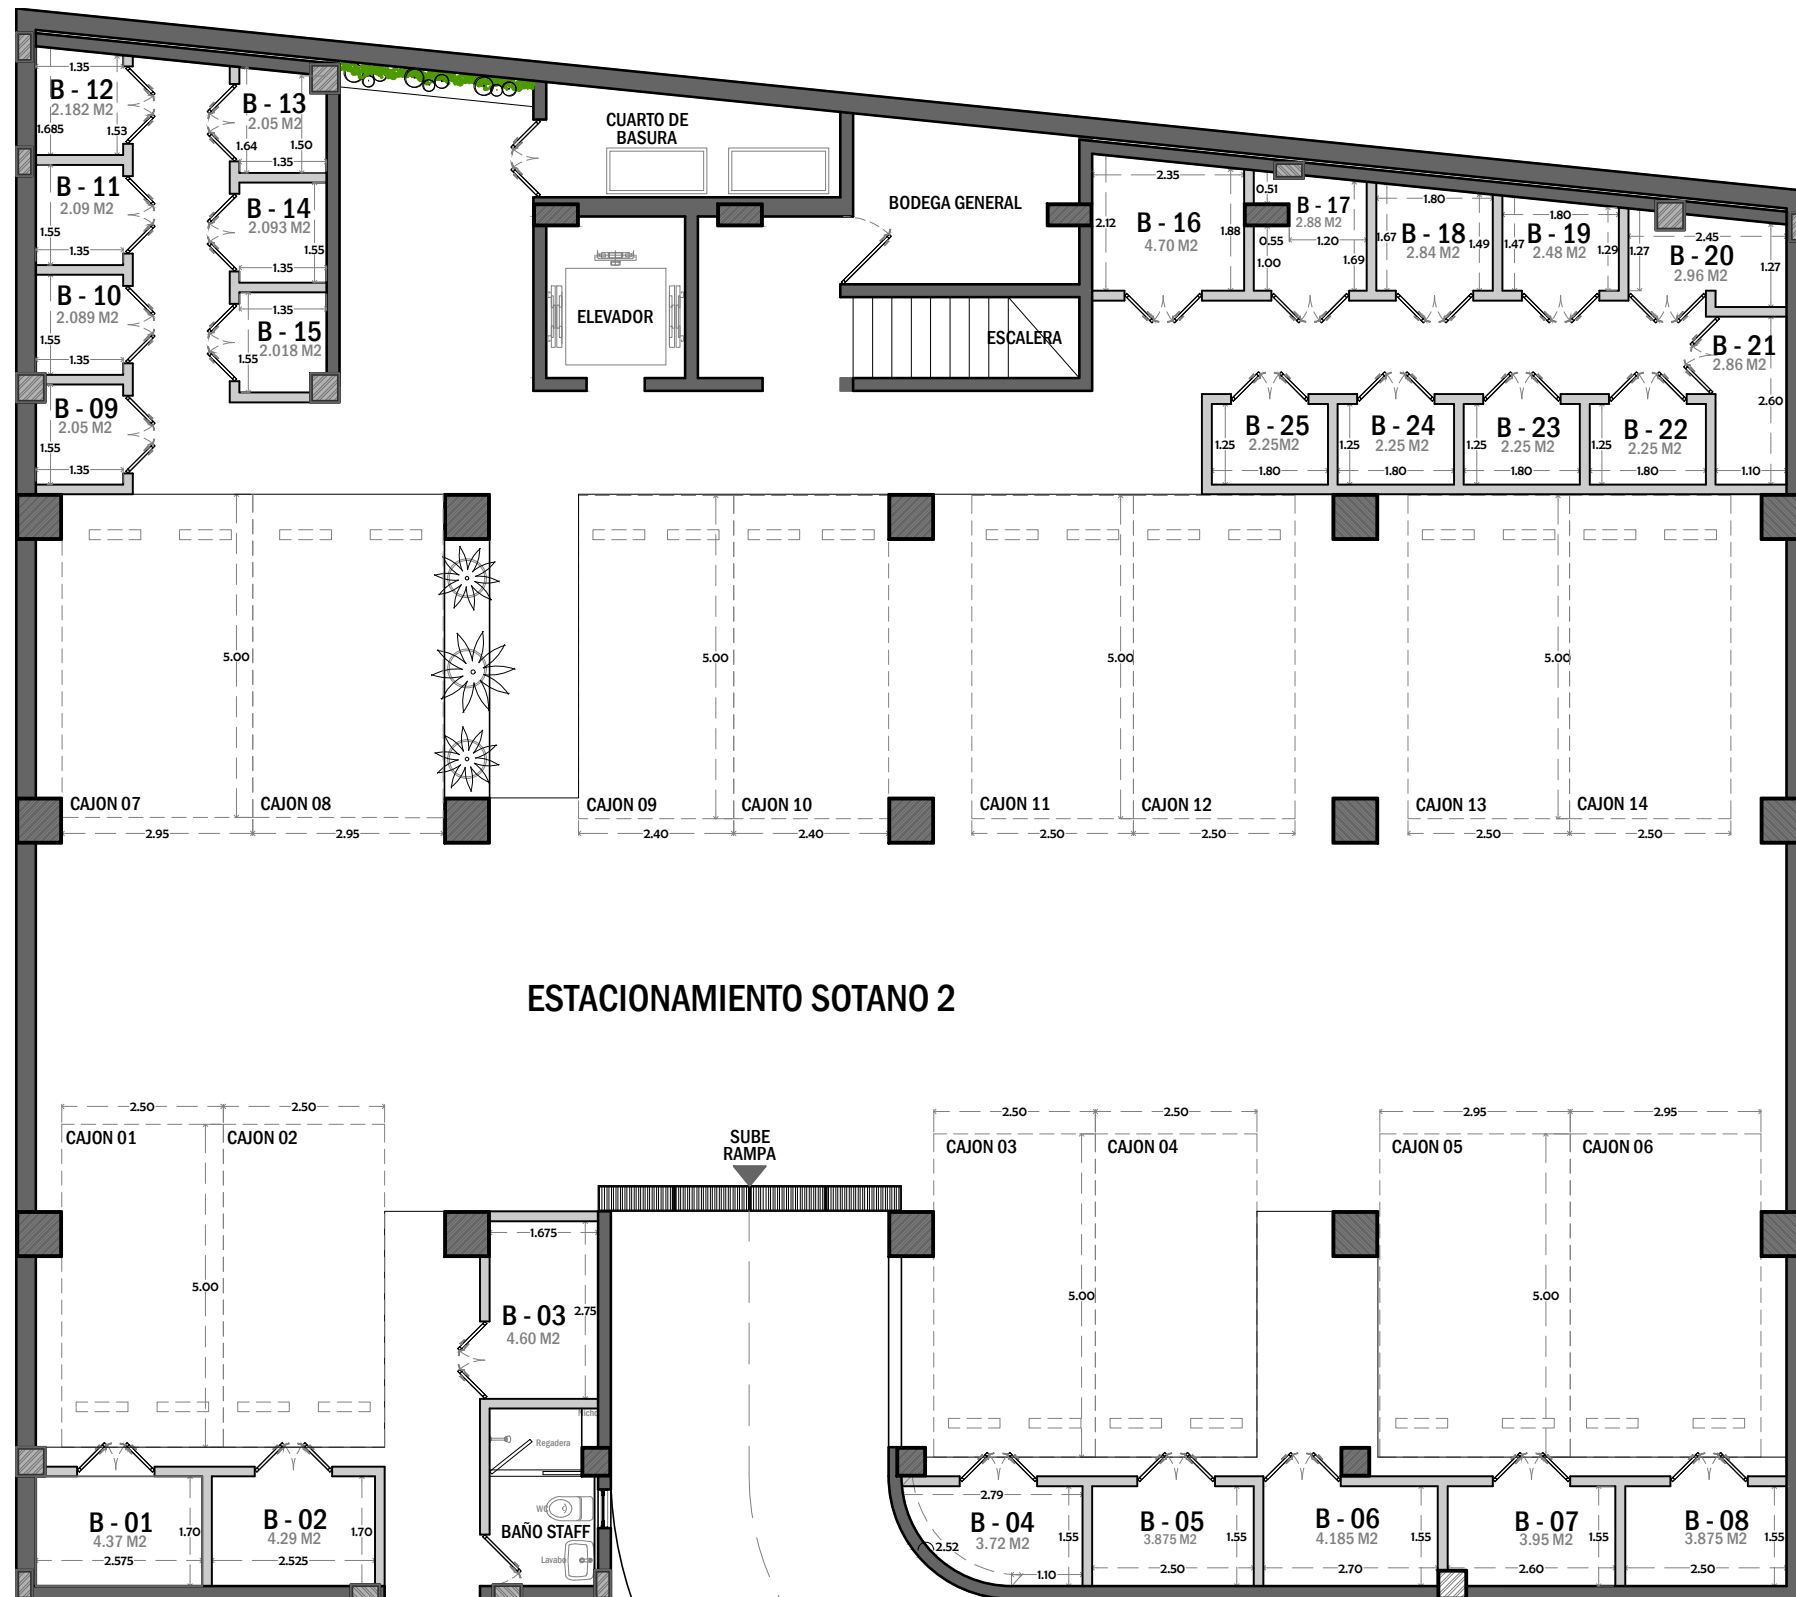 1.35
B - 12
2.182 M2
1.685
1.53
B - 13
2.05 M2
1.64
1.50
1.35
CUARTO DE
BASURA
B - 11
2.09 M2
1.55
1.35
B - 14
2.093 M2
1.55
1.35
B - 10
2.089 M2
1.55
1.35
1.35
B - 15
2.018 M2
1.55
B - 09
2.05 M2
1.55
1.35
ELEVADOR
BODEGA GENERAL
ESCALERA
2.35
2.12
B - 16
4.70 M2
1.88
0.51
B - 17
2.88 M2
0.55
1.20
1.00
1.69
1.80
1.67
B - 18
2.84 M2
1.49
1.80
1.47
B - 19
2.48 M2
1.29
2.45
1.27
B - 20
2.96 M2
1.27
B - 21
2.86 M2
2.60
1.10
B - 25
2.25M2
1.25
1.80
B - 24
2.25 M2
1.25
1.80
B - 23
2.25 M2
1.25
1.80
B - 22
2.25 M2
1.25
1.80
5.00
5.00
5.00
5.00
CAJON 07
CAJON 08
CAJON 09
CAJON 10
CAJON 11
CAJON 12
CAJON 13
CAJON 14
2.95
2.95
2.40
2.40
2.50
2.50
2.50
2.50
ESTACIONAMIENTO SOTANO 2
2.50
2.50
CAJON 01
CAJON 02
5.00
SUBE
RAMPA
2.50
2.50
CAJON 03
CAJON 04
5.00
2.95
2.95
CAJON 05
CAJON 06
5.00
1.675
B - 03
4.60 M2
2.75
Nicho
Regadera
WC
BAÑO STAFF
Lavabo
B - 01
4.37 M2
1.70
2.575
B - 02
4.29 M2
1.70
2.525
2.79
B - 04
3.72 M2
1.55
2.52
1.10
B - 05
3.875 M2
1.55
2.50
B - 06
4.185 M2
1.55
2.70
B - 07
3.95 M2
1.55
2.60
B - 08
3.875 M2
1.55
2.50